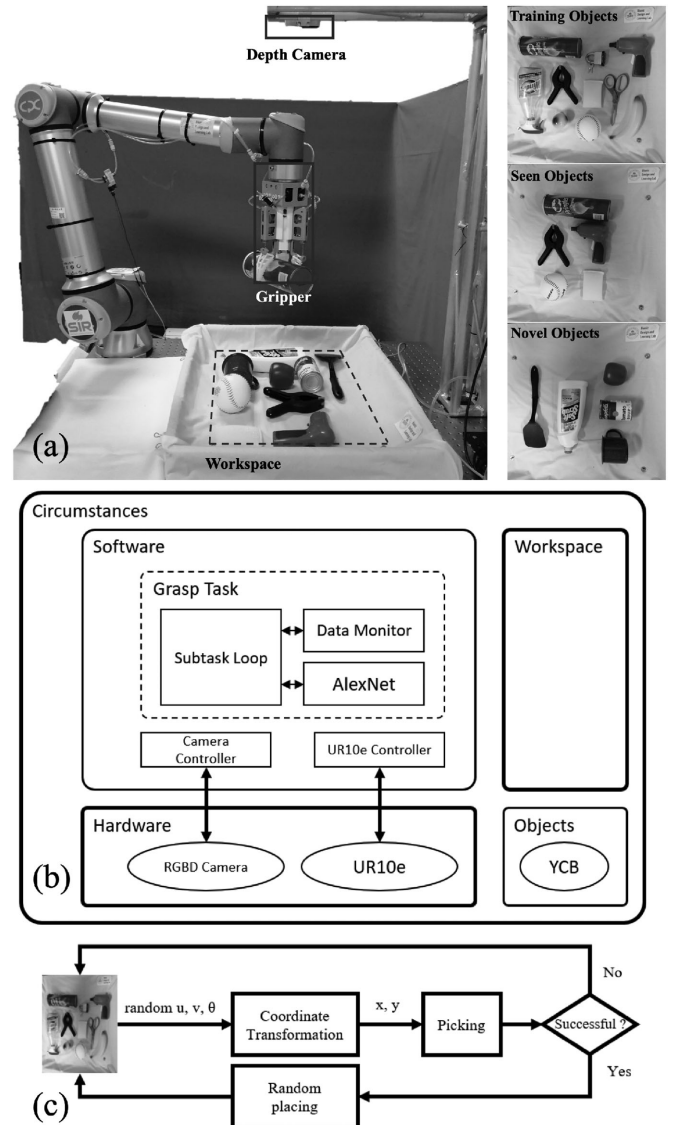 Depth Camera
Gripper
SIR
Workspace
(a)
Training Objects
Seen Objects
Novel Objects
Circumstances
Software
Grasp Task
Subtask Loop
Data Monitor
AlexNet
Camera
Controller
UR10e Controller
Hardware
RGBD Camera
UR10e
Workspace
Objects
YCB
(b)
random u, v, θ
Coordinate
Transformation
x, y
Picking
Successful ?
No
Yes
Random
placing
(c)